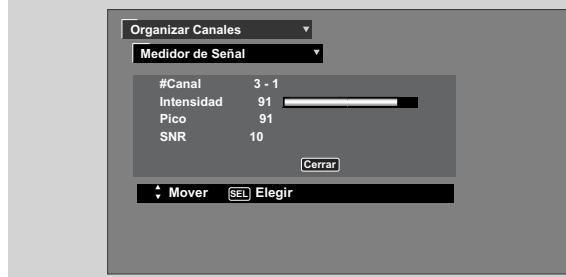 Organizar Canales
Medidor de Señal
#Canal 3 - 1
Intensidad 91
Pico 91
SNR 10
Cerrar
Mover SEL Elegir